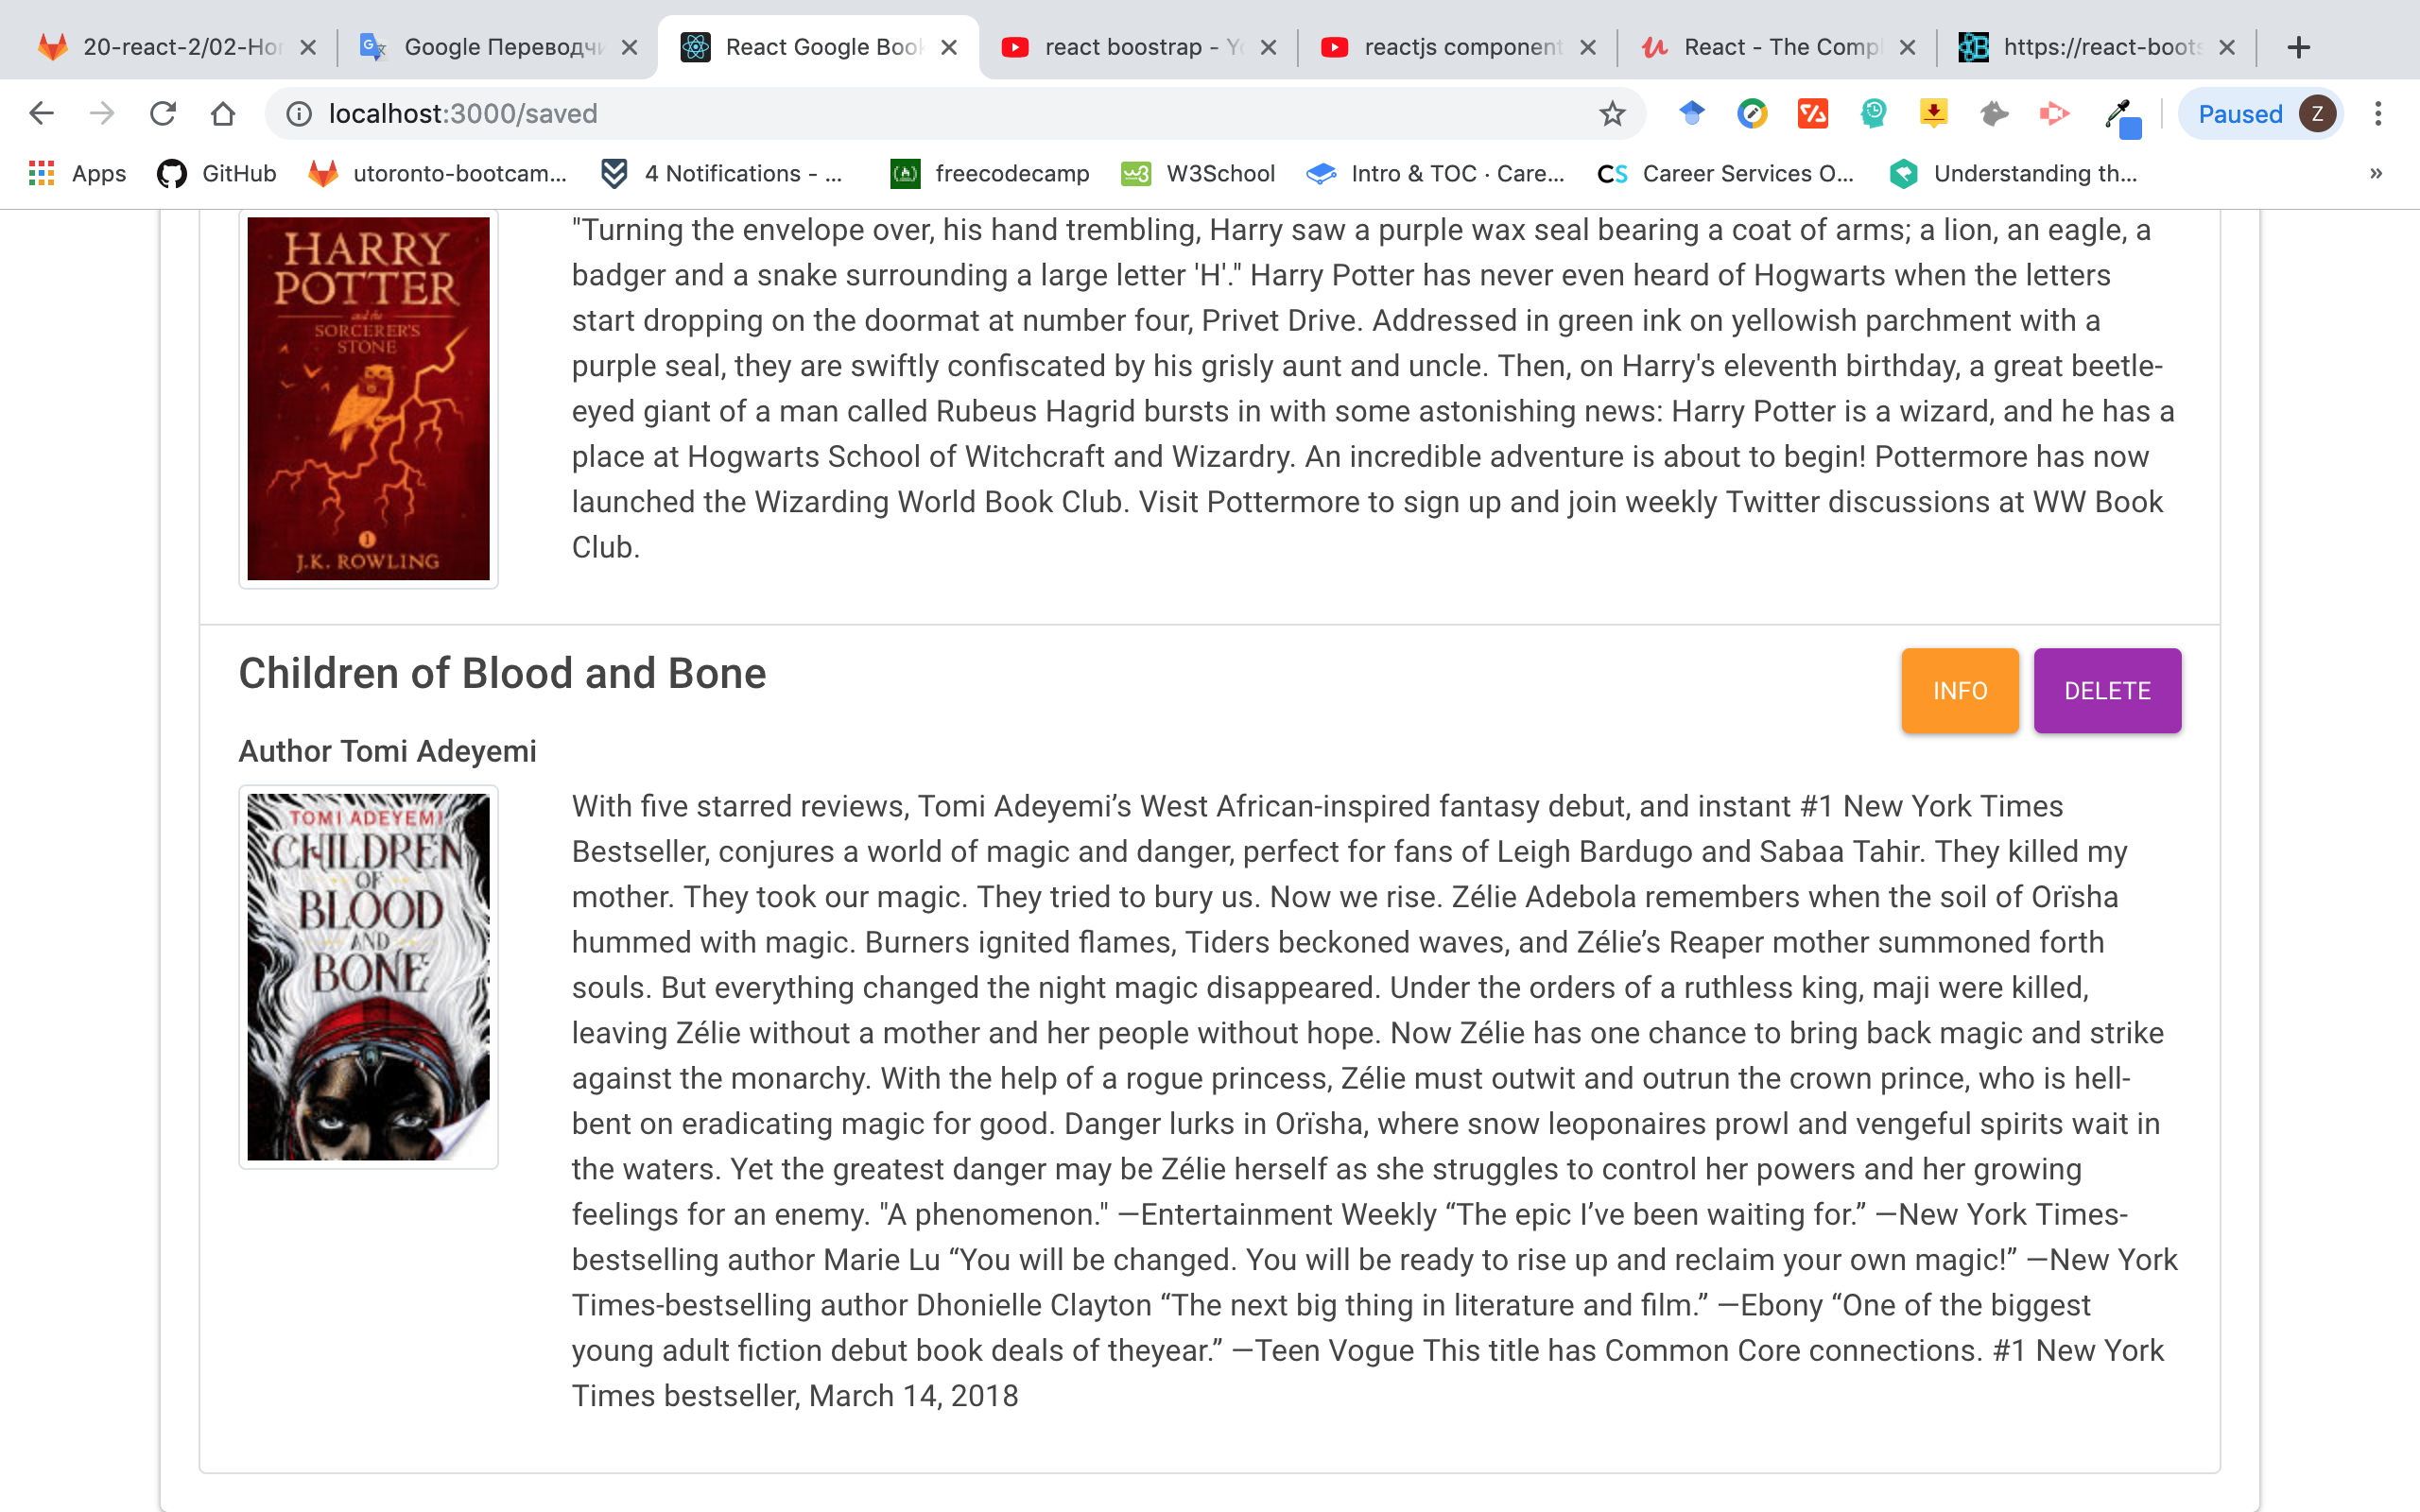 20-react-2/02-Ho
Google Переводч
React Google Boo
react boostrap - Y
reactjs component
React - The Compl
https://react-boots
localhost:3000/saved
Paused
Z
Apps
GitHub
utoronto-bootcam...
4 Notifications - ...
freecodecamp
W3School
Intro & TOC · Care...
CS Career Services O...
Understanding th...
»
HARRY
POTTER
and the
SORCERER'S
STONE
1
J.K. ROWLING
"Turning the envelope over, his hand trembling, Harry saw a purple wax seal bearing a coat of arms; a lion, an eagle, a
badger and a snake surrounding a large letter 'H'." Harry Potter has never even heard of Hogwarts when the letters
start dropping on the doormat at number four, Privet Drive. Addressed in green ink on yellowish parchment with a
purple seal, they are swiftly confiscated by his grisly aunt and uncle. Then, on Harry's eleventh birthday, a great beetle-
eyed giant of a man called Rubeus Hagrid bursts in with some astonishing news: Harry Potter is a wizard, and he has a
place at Hogwarts School of Witchcraft and Wizardry. An incredible adventure is about to begin! Pottermore has now
launched the Wizarding World Book Club. Visit Pottermore to sign up and join weekly Twitter discussions at WW Book
Club.
Children of Blood and Bone
INFO
DELETE
Author Tomi Adeyemi
TOMI ADEYEMI
CHILDREN
OF
BLOOD
AND
BONE
With five starred reviews, Tomi Adeyemi’s West African-inspired fantasy debut, and instant #1 New York Times
Bestseller, conjures a world of magic and danger, perfect for fans of Leigh Bardugo and Sabaa Tahir. They killed my
mother. They took our magic. They tried to bury us. Now we rise. Zélie Adebola remembers when the soil of Orïsha
hummed with magic. Burners ignited flames, Tiders beckoned waves, and Zélie’s Reaper mother summoned forth
souls. But everything changed the night magic disappeared. Under the orders of a ruthless king, maji were killed,
leaving Zélie without a mother and her people without hope. Now Zélie has one chance to bring back magic and strike
against the monarchy. With the help of a rogue princess, Zélie must outwit and outrun the crown prince, who is hell-
bent on eradicating magic for good. Danger lurks in Orïsha, where snow leoponaires prowl and vengeful spirits wait in
the waters. Yet the greatest danger may be Zélie herself as she struggles to control her powers and her growing
feelings for an enemy. "A phenomenon." —Entertainment Weekly “The epic I’ve been waiting for.” —New York Times-
bestselling author Marie Lu “You will be changed. You will be ready to rise up and reclaim your own magic!” —New York
Times-bestselling author Dhonielle Clayton “The next big thing in literature and film.” —Ebony “One of the biggest
young adult fiction debut book deals of theyear.” —Teen Vogue This title has Common Core connections. #1 New York
Times bestseller, March 14, 2018